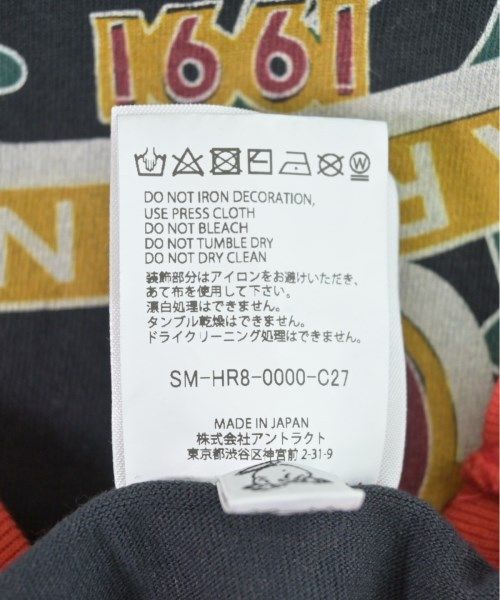 1991
DO NOT IRON DECORATION,
USE PRESS CLOTH
DO NOT BLEACH
DO NOT TUMBLE DRY
DO NOT DRY CLEAN
装飾部分はアイロンをお避けいただき、
あて布を使用して下さい。
漂白処理はできません。
タンブル乾燥はできません。
ドライクリーニング処理はできません。
SM-HR8-0000-C27
MADE IN JAPAN
株式会社アントラクト
東京都渋谷区神宮前 2-31-9